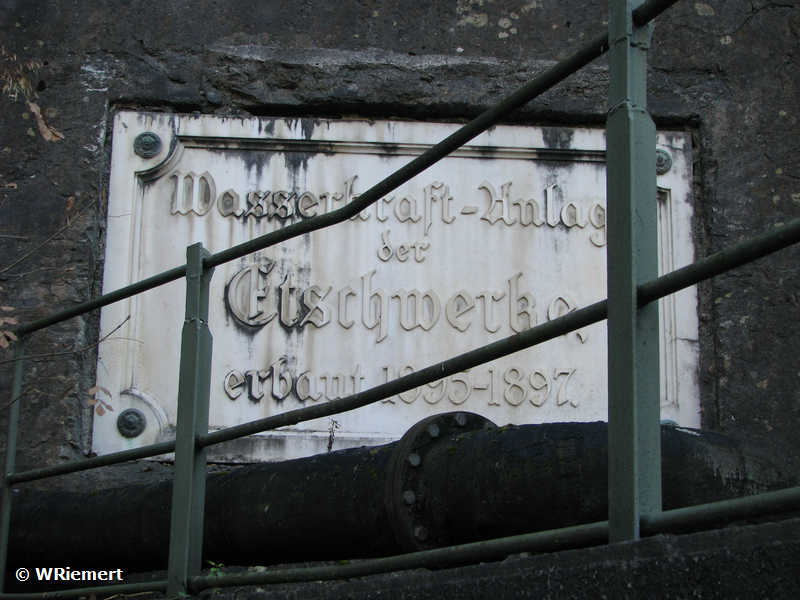 Wasserkraft-Anlage
der
Etschwerke,
erbaut 1895-1897
© WRiemert